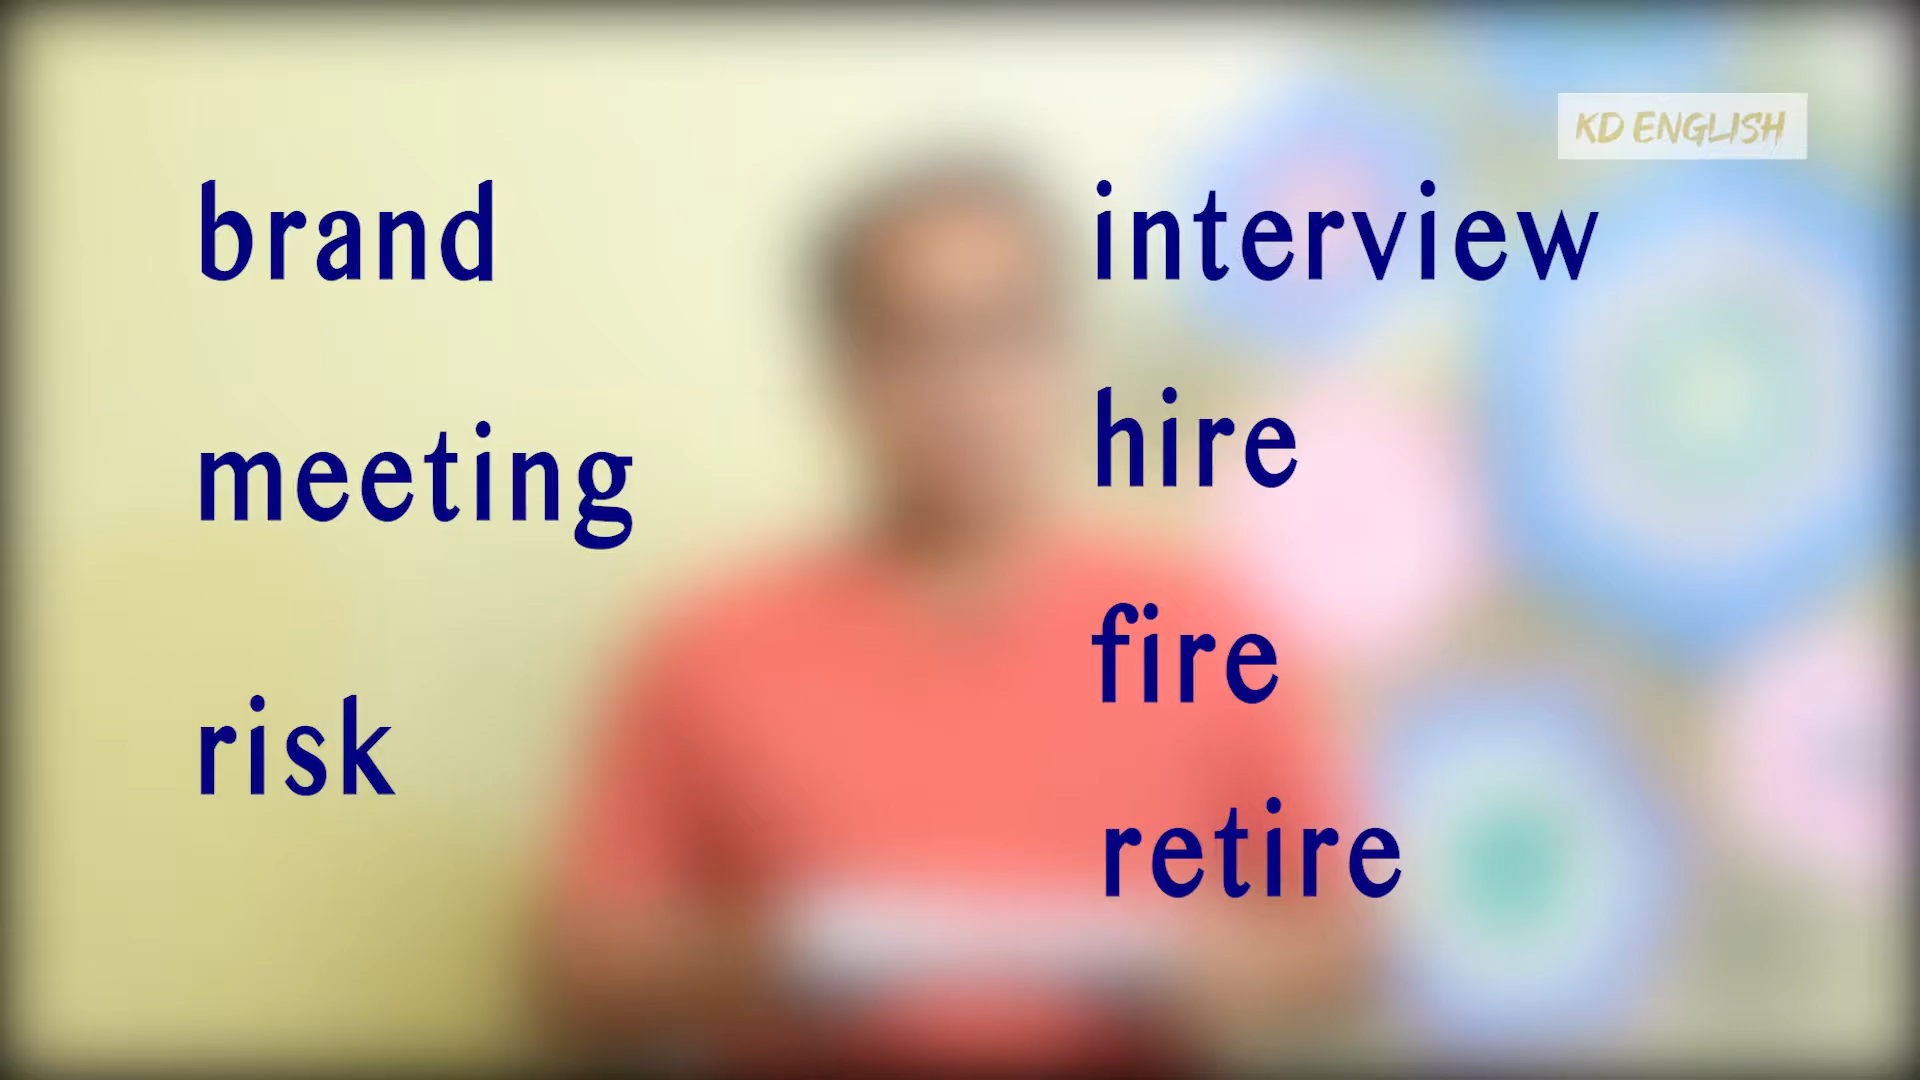 KD ENGLISH
brand
meeting
risk
interview
hire
fire
retire